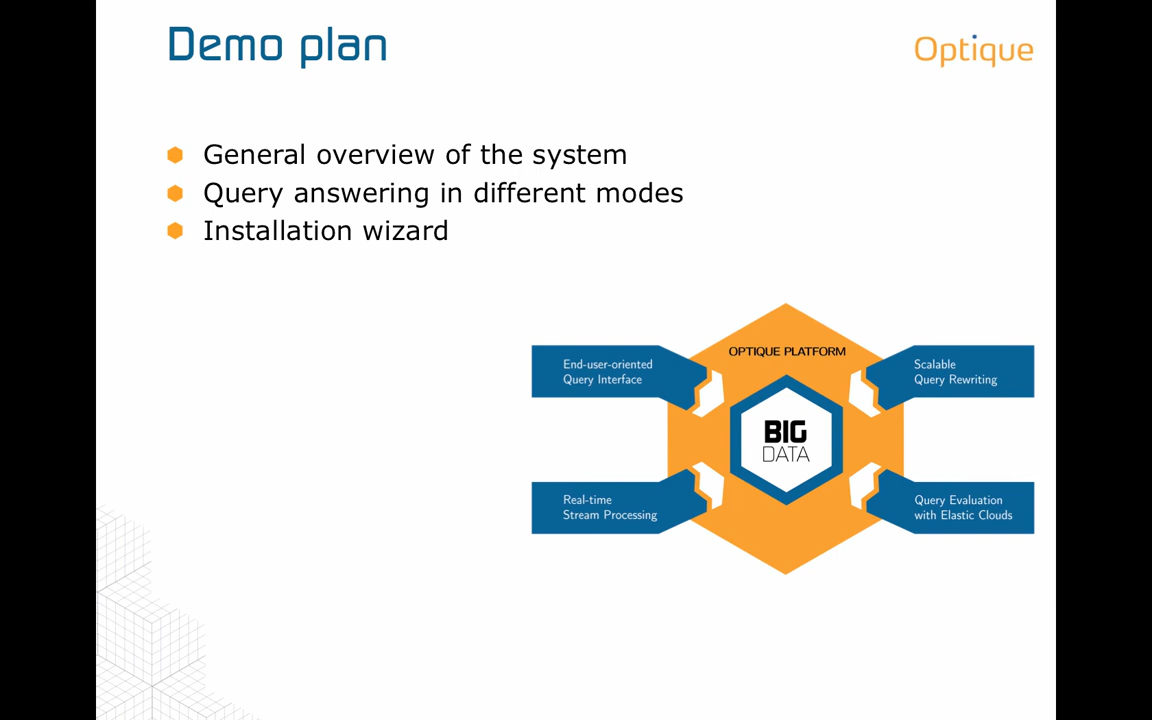 Demo plan
Optique
General overview of the system
Query answering in different modes
Installation wizard
OPTIQUE PLATFORM
End-user-oriented
Query Interface
Scalable
Query Rewriting
BIG
DATA
Real-time
Stream Processing
Query Evaluation
with Elastic Clouds